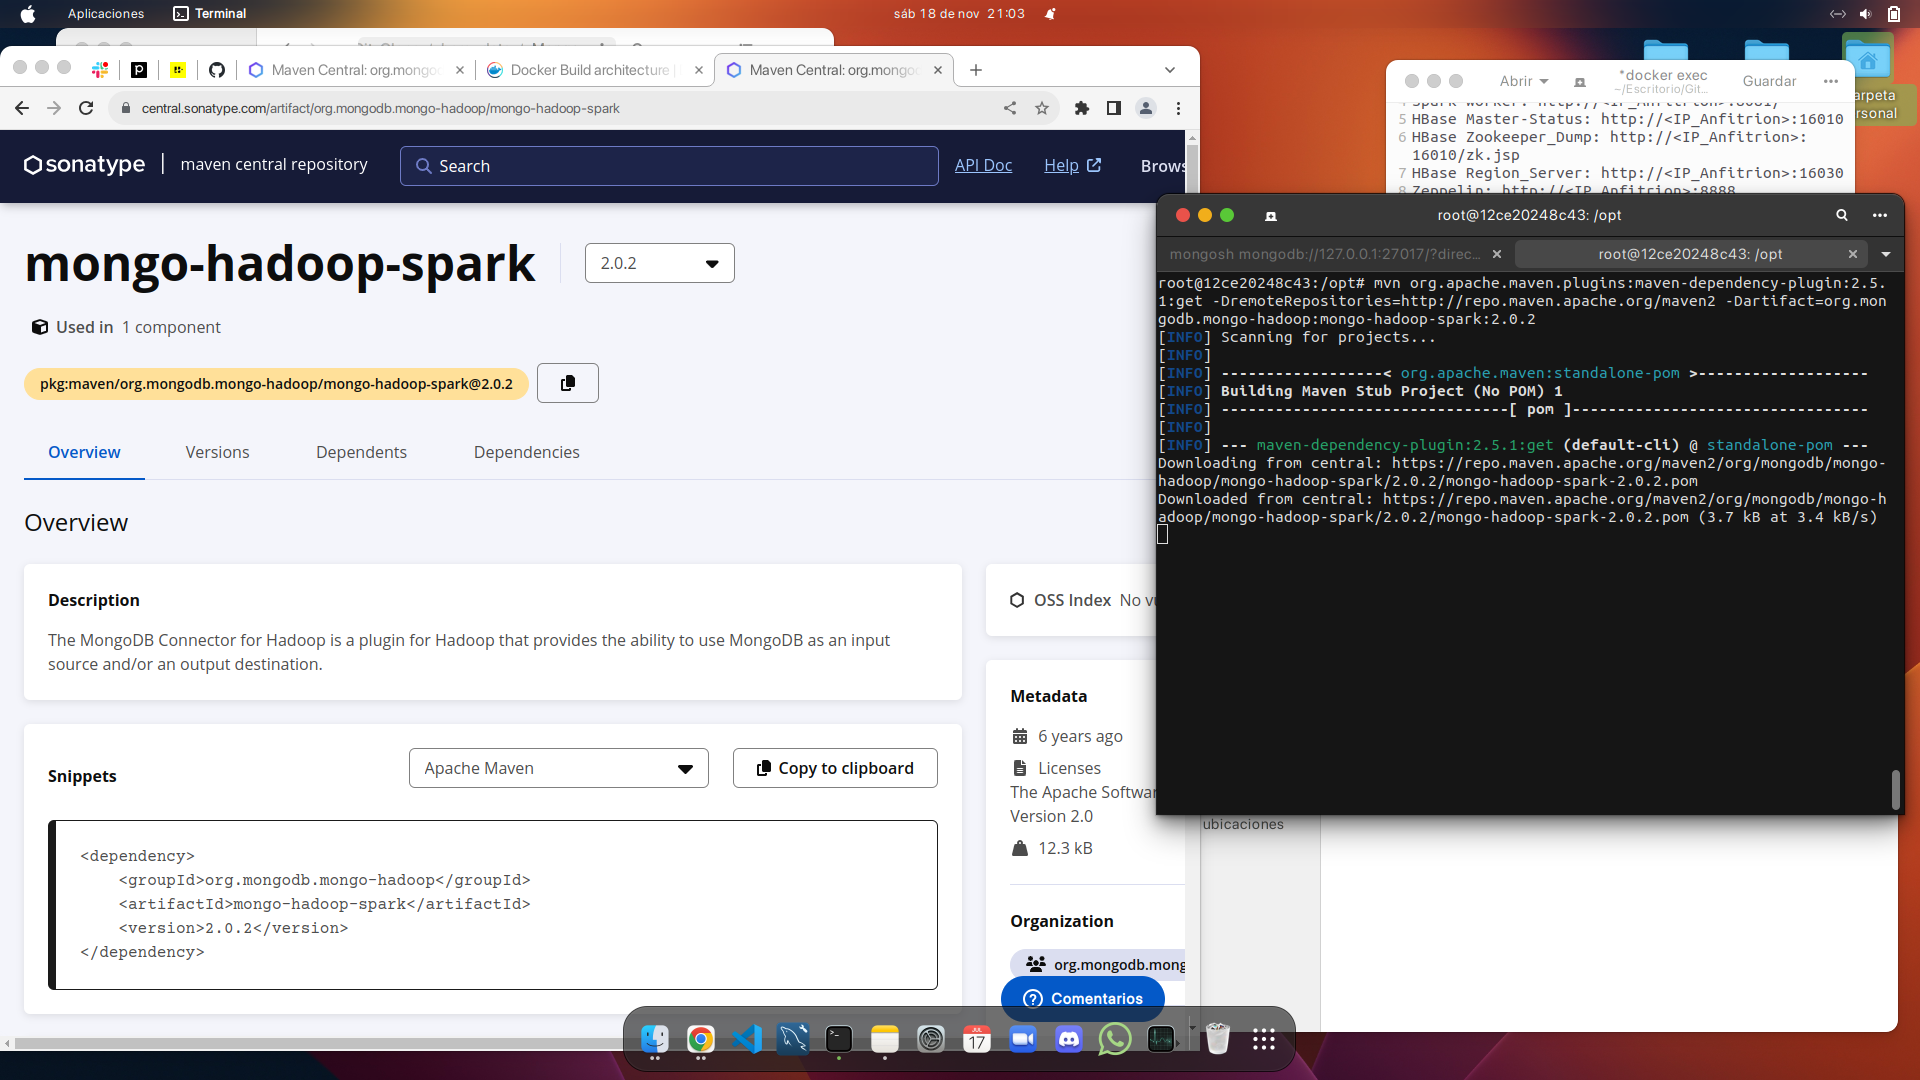 Aplicaciones
Terminal
sáb 18 de nov 21:03
Maven Central: org.mongo
Docker Build architecture |
Maven Central: org.mongo
central.sonatype.com/artifact/org.mongodb.mongo-hadoop/mongo-hadoop-spark
sonatype
maven central repository
Search
API Doc
Help
Brows
mongo-hadoop-spark
2.0.2
Used in 1 component
pkg:maven/org.mongodb.mongo-hadoop/mongo-hadoop-spark@2.0.2
Overview
Versions
Dependents
Dependencies
Overview
Description
The MongoDB Connector for Hadoop is a plugin for Hadoop that provides the ability to use MongoDB as an input
source and/or an output destination.
OSS Index No vu
Metadata
6 years ago
Licenses
The Apache Softwar
Version 2.0
12.3 kB
Organization
org.mongodb.mong
Comentarios
Snippets
Apache Maven
Copy to clipboard
<dependency>
<groupId>org.mongodb.mongo-hadoop</groupId>
<artifactId>mongo-hadoop-spark</artifactId>
<version>2.0.2</version>
</dependency>
Abrir
*docker exec
~/Escritorio/Git...
Guardar
4 Spark Worker: http://<IP_Anfitrion>:8081/
5 HBase Master-Status: http://<IP_Anfitrion>:16010
6 HBase Zookeeper_Dump: http://<IP_Anfitrion>:
16010/zk.jsp
7 HBase Region_Server: http://<IP_Anfitrion>:16030
8 Zeppelin: http://<IP_Anfitrion>:8888
arpeta
rsonal
root@12ce20248c43: /opt
mongosh mongodb://127.0.0.1:27017/?direc...
root@12ce20248c43: /opt
root@12ce20248c43:/opt# mvn org.apache.maven.plugins:maven-dependency-plugin:2.5.
1:get -DremoteRepositories=http://repo.maven.apache.org/maven2 -Dartifact=org.mon
godb.mongo-hadoop:mongo-hadoop-spark:2.0.2
[INFO] Scanning for projects...
[INFO]
[INFO] ------------------< org.apache.maven:standalone-pom >-------------------
[INFO] Building Maven Stub Project (No POM) 1
[INFO] --------------------------------[ pom ]---------------------------------
[INFO]
[INFO] --- maven-dependency-plugin:2.5.1:get (default-cli) @ standalone-pom ---
Downloading from central: https://repo.maven.apache.org/maven2/org/mongodb/mongo-
hadoop/mongo-hadoop-spark/2.0.2/mongo-hadoop-spark-2.0.2.pom
Downloaded from central: https://repo.maven.apache.org/maven2/org/mongodb/mongo-h
adoop/mongo-hadoop-spark/2.0.2/mongo-hadoop-spark-2.0.2.pom (3.7 kB at 3.4 kB/s)
ubicaciones
JUL
17